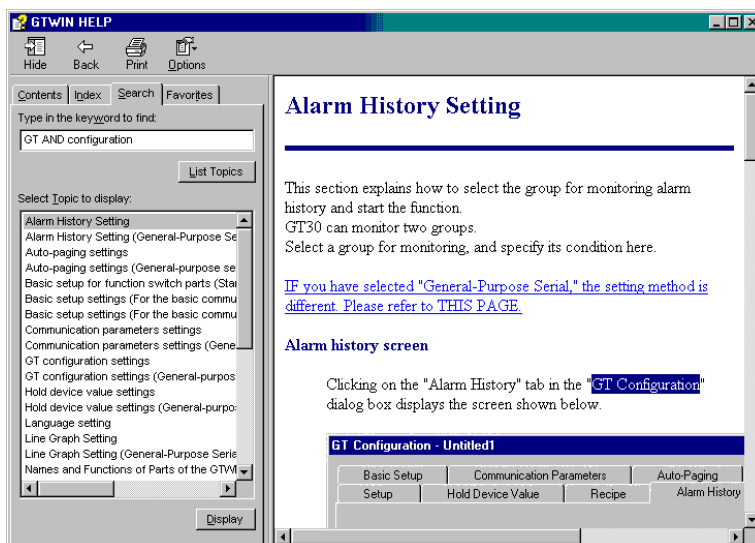 GTWIN HELP
Hide Back Print Options
Contents Index Search Favorites
Type in the keyword to find:
GT AND configuration
List Topics
Select Topic to display:
Alarm History Setting
Alarm History Setting (General-Purpose Se
Auto-paging settings
Auto-paging settings (General-purpose se
Basic setup for function switch parts (Sta
Basic setup settings (For the basic commu
Basic setup settings (For the basic commu
Communication parameters settings
Communication parameters settings (Gene
GT configuration settings
GT configuration settings (General-purpos
Hold device value settings
Hold device value settings (General-purpo
Language setting
Line Graph Setting
Line Graph Setting (General-Purpose Seria
Names and Functions of Parts of the GTWI
Display
Alarm History Setting
This section explains how to select the group for monitoring alarm
history and start the function.
GT30 can monitor two groups.
Select a group for monitoring, and specify its condition here.
IF you have selected "General-Purpose Serial," the setting method is
different. Please refer to THIS PAGE.
Alarm history screen
Clicking on the "Alarm History" tab in the "GT Configuration"
dialog box displays the screen shown below.
GT Configuration - Untitled1
Basic Setup Communication Parameters Auto-Paging
Setup Hold Device Value Recipe Alarm History